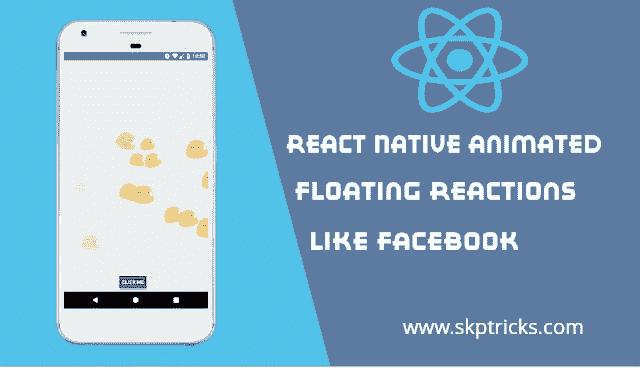 REACT NATIVE ANIMATED
FLOATING REACTIONS
LIKE FACEBOOK
www.skptricks.com